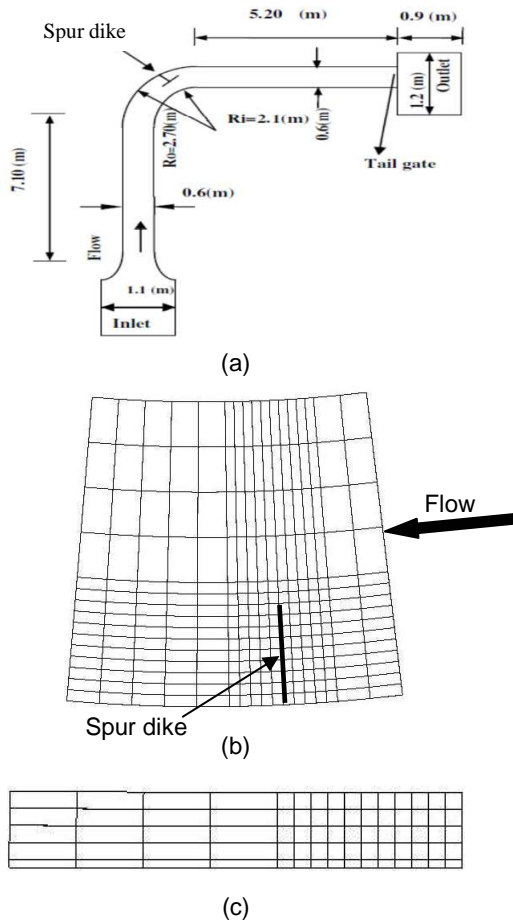 5.20 (m)
0.9 (m)
Spur dike
Outlet
1.2 (m)
Ri=2.1(m)
0.6(m)
Ro=2.70(m)
Tail gate
7.10 (m)
0.6(m)
Flow
1.1 (m)
Inlet
(a)
Flow
Spur dike
(b)
(c)